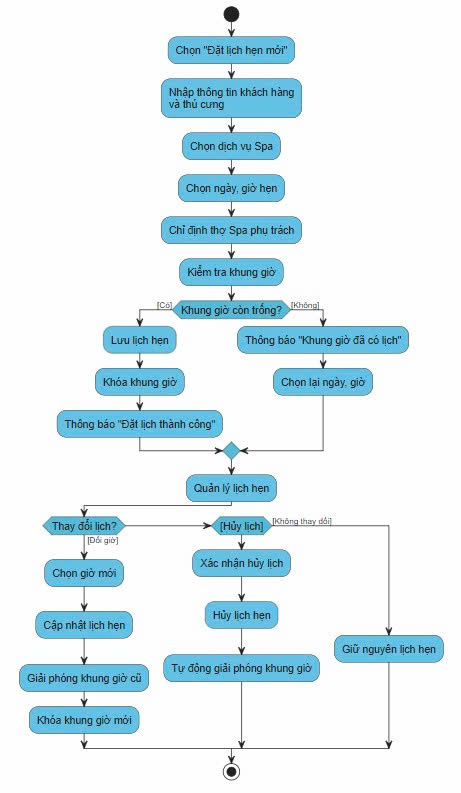 Chọn "Đặt lịch hẹn mới"
Nhập thông tin khách hàng
và thú cưng
Chọn dịch vụ Spa
Chọn ngày, giờ hẹn
Chỉ định thợ Spa phụ trách
Kiểm tra khung giờ
[Có]
Khung giờ còn trống?
[Không]
Lưu lịch hẹn
Thông báo "Khung giờ đã có lịch"
Khóa khung giờ
Chọn lại ngày, giờ
Thông báo "Đặt lịch thành công"
Quản lý lịch hẹn
Thay đổi lịch?
[Hủy lịch]
[Không thay đổi]
[Đổi giờ]
Chọn giờ mới
Xác nhận hủy lịch
Cập nhật lịch hẹn
Hủy lịch hẹn
Giữ nguyên lịch hẹn
Giải phóng khung giờ cũ
Tự động giải phóng khung giờ
Khóa khung giờ mới